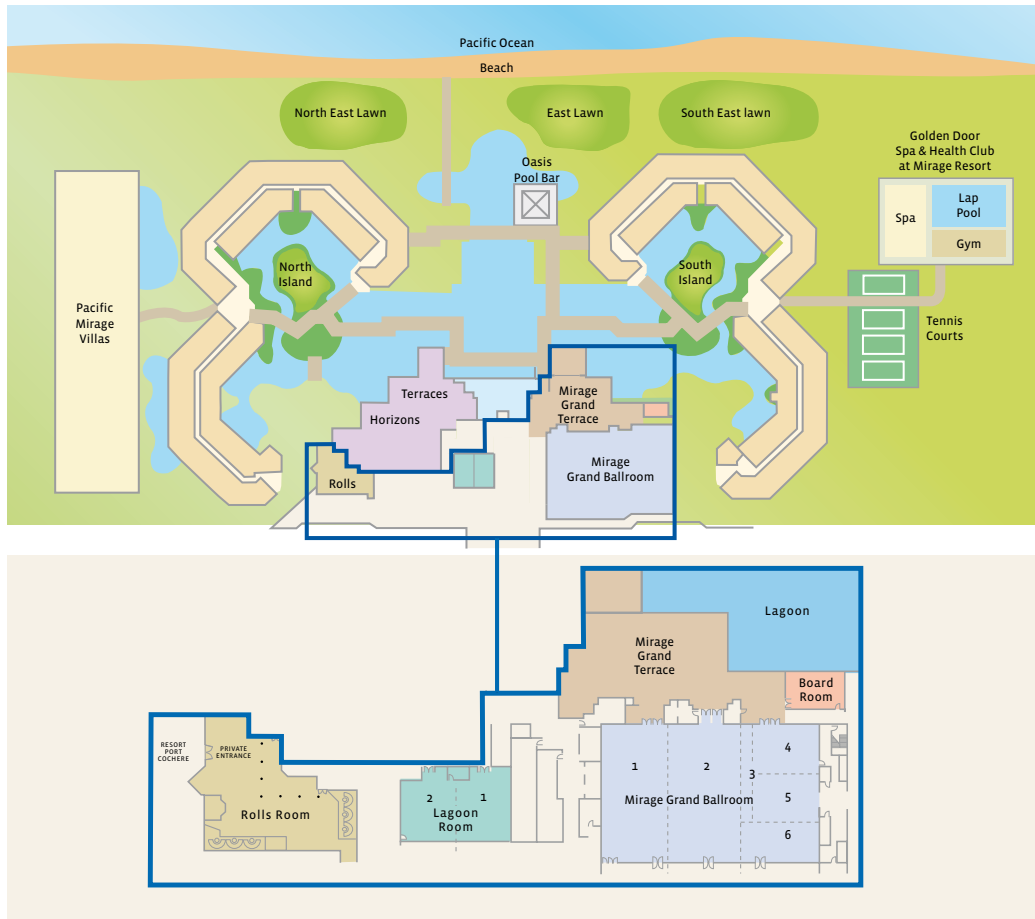 Pacific Ocean
Beach
North East Lawn
East Lawn
South East lawn
Golden Door
Spa & Health Club
at Mirage Resort
Oasis
Pool Bar
Spa
Lap
Pool
Gym
North
Island
South
Island
Pacific
Mirage
Villas
Tennis
Courts
Terraces
Horizons
Mirage
Grand
Terrace
Mirage
Grand Ballroom
Rolls
Lagoon
Mirage
Grand
Terrace
Board
Room
RESORT
PORT
COCHERE
PRIVATE
ENTRANCE
Rolls Room
2
1
Lagoon
Room
1
2
3
4
5
6
Mirage Grand Ballroom